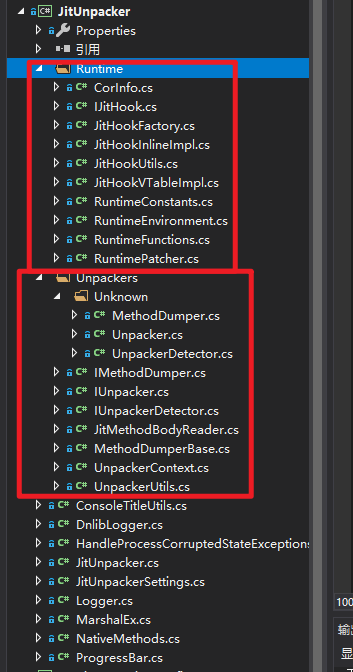 C# JitUnpacker
Properties
引用
Runtime
C# CorInfo.cs
C# IJitHook.cs
C# JitHookFactory.cs
C# JitHookInlineImpl.cs
C# JitHookUtils.cs
C# JitHookVTableImpl.cs
C# RuntimeConstants.cs
C# RuntimeEnvironment.cs
C# RuntimeFunctions.cs
C# RuntimePatcher.cs
Unpackers
Unknown
C# MethodDumper.cs
C# Unpacker.cs
C# UnpackerDetector.cs
C# IMethodDumper.cs
C# IUnpacker.cs
C# IUnpackerDetector.cs
C# JitMethodBodyReader.cs
C# MethodDumperBase.cs
C# UnpackerContext.cs
C# UnpackerUtils.cs
C# ConsoleTitleUtils.cs
C# DnlibLogger.cs
C# HandleProcessCorruptedStateExceptions
C# JitUnpacker.cs
C# JitUnpackerSettings.cs
C# Logger.cs
C# MarshalEx.cs
C# NativeMethods.cs
C# ProgressBar.cs
100
输
显